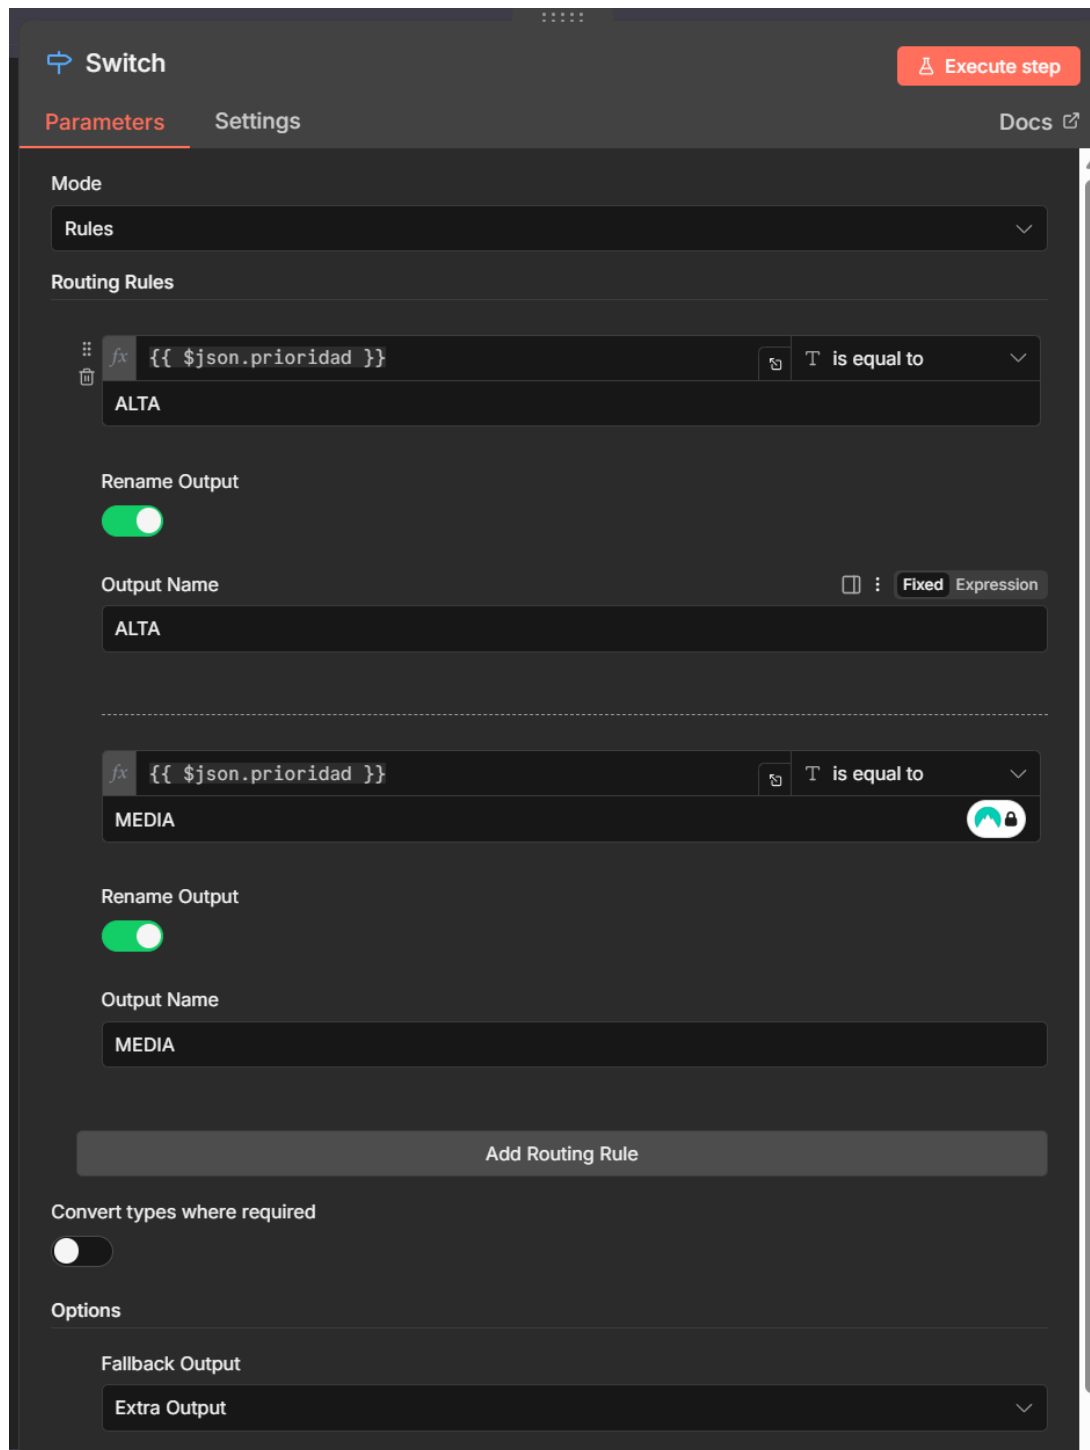 Switch
Execute step
Parameters
Settings
Docs
Mode
Rules
Routing Rules
fx {{ $json.prioridad }} T is equal to
ALTA
Rename Output
Output Name
Fixed Expression
ALTA
fx {{ $json.prioridad }} T is equal to
MEDIA
Rename Output
Output Name
MEDIA
Add Routing Rule
Convert types where required
Options
Fallback Output
Extra Output